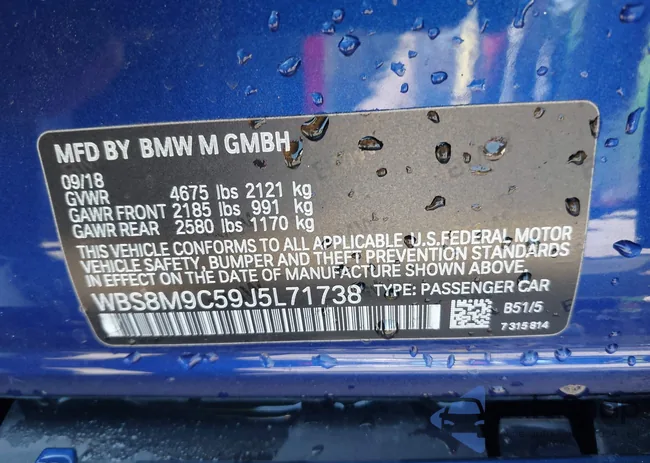 MFD BY BMW M GMBH
09/18
GVWR 4675 lbs 2121 kg
GAWR FRONT 2185 lbs 991 kg
GAWR REAR 2580 lbs 1170 kg
THIS VEHICLE CONFORMS TO ALL APPLICABLE U.S.FEDERAL MOTOR
VEHICLE SAFETY, BUMPER AND THEFT PREVENTION STANDARDS
IN EFFECT ON THE DATE OF MANUFACTURE SHOWN ABOVE.
WBS8M9C59J5L71738 TYPE: PASSENGER CAR
B51/5
7 315 814